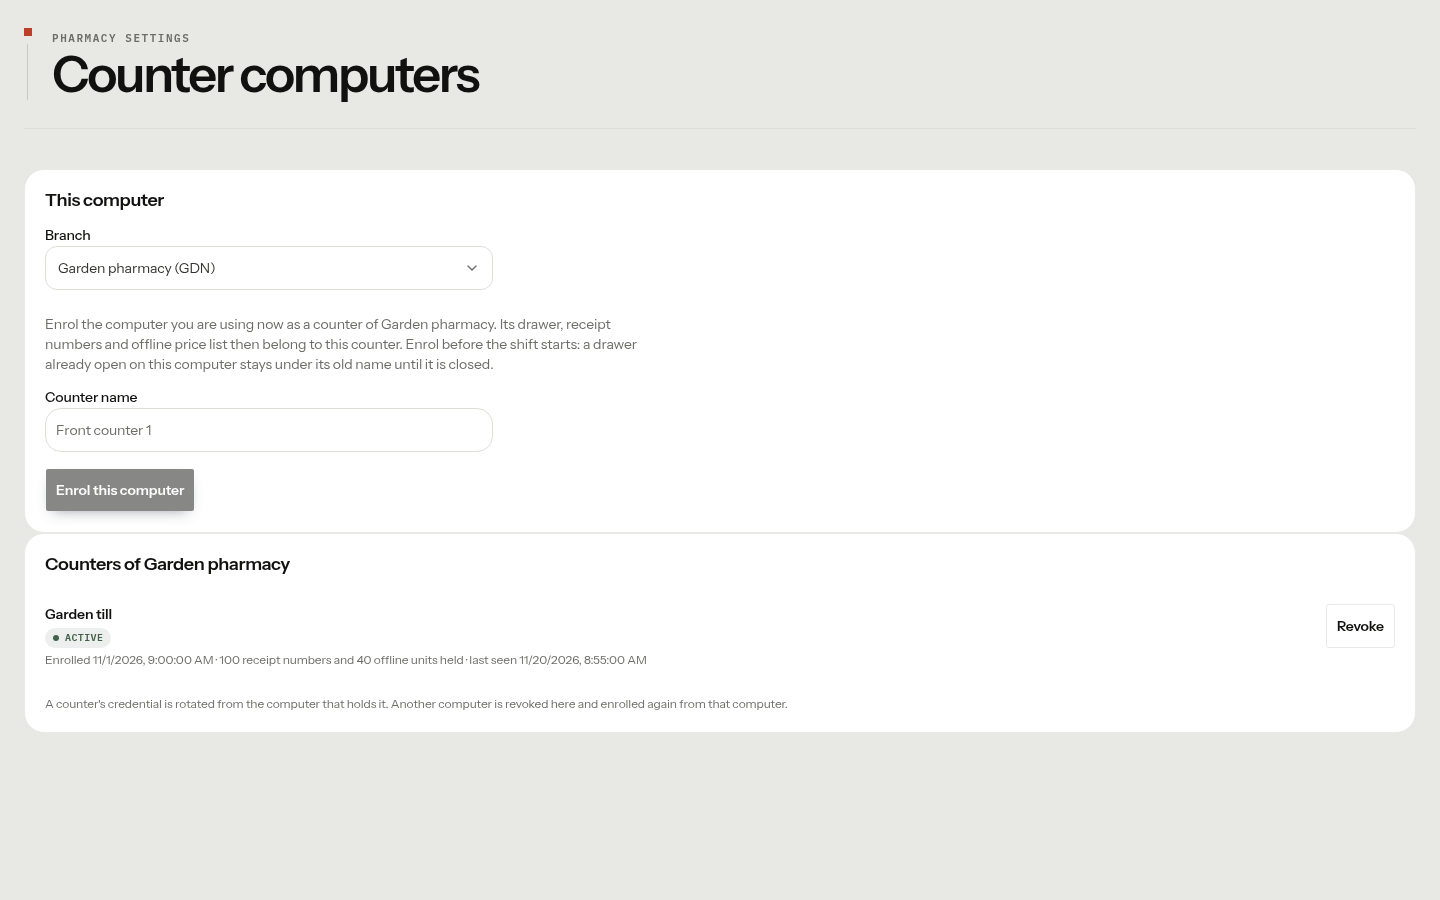 PHARMACY SETTINGS
Counter computers
This computer
Branch
Garden pharmacy (GDN)
Enrol the computer you are using now as a counter of Garden pharmacy. Its drawer, receipt
numbers and offline price list then belong to this counter. Enrol before the shift starts: a drawer
already open on this computer stays under its old name until it is closed.
Counter name
Front counter 1
Enrol this computer
Counters of Garden pharmacy
Garden till
ACTIVE
Enrolled 11/1/2026, 9:00:00 AM · 100 receipt numbers and 40 offline units held · last seen 11/20/2026, 8:55:00 AM
Revoke
A counter's credential is rotated from the computer that holds it. Another computer is revoked here and enrolled again from that computer.